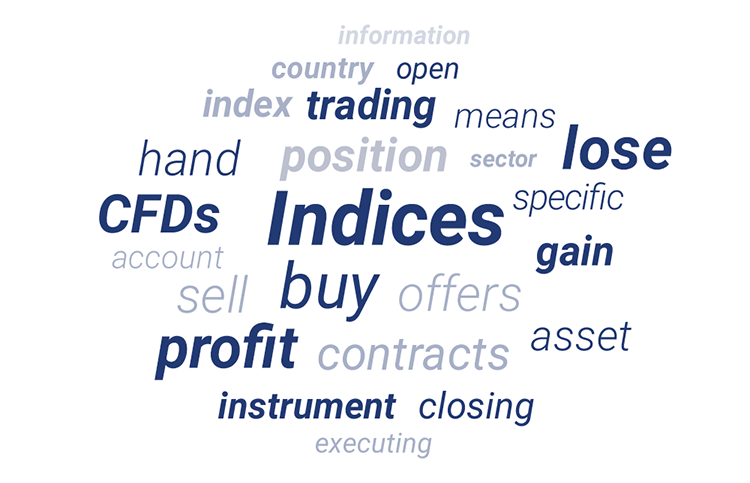 information
country open
index trading means
hand position sector lose
CFDs Indices specific
account gain
sell buy offers
profit contracts asset
instrument closing
executing